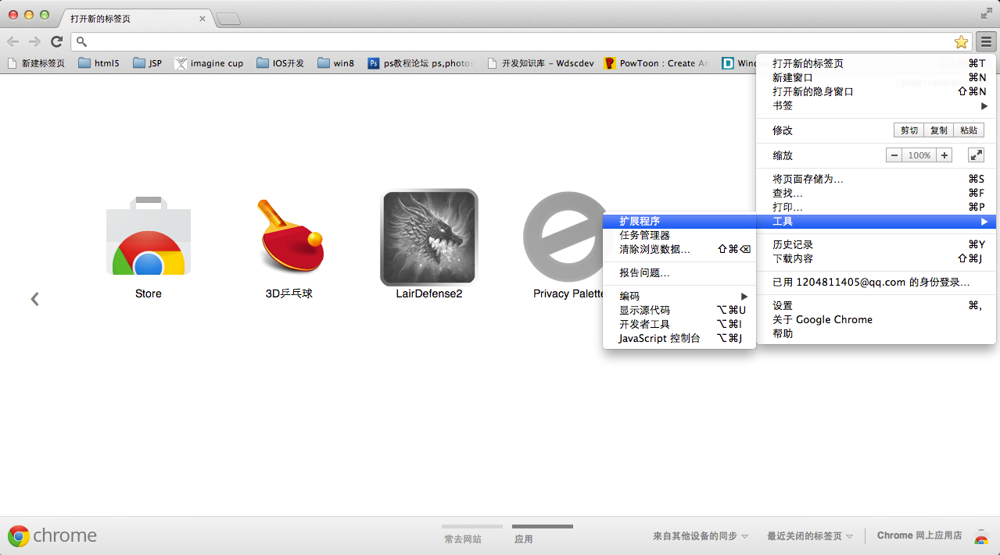 打开新的标签页
新建标签页 html5 JSP imagine cup IOS开发 win8 ps教程论坛 ps,photos 开发知识库 - Wdscdev PowToon : Create An Wind
打开新的标签页 ⌘T
新建窗口 ⌘N
打开新的隐身窗口 ⇧⌘N
书签
修改 剪切 复制 粘贴
缩放 − 100% +
将页面存储为... ⌘S
查找... ⌘F
打印... ⌘P
工具
历史记录 ⌘Y
下载内容 ⇧⌘J
已用 1204811405@qq.com 的身份登录...
设置 ⌘,
关于 Google Chrome
帮助
扩展程序
任务管理器
清除浏览数据... ⇧⌘⌫
报告问题...
编码
显示源代码 ⌥⌘U
开发者工具 ⌥⌘I
JavaScript 控制台 ⌥⌘J
Store 3D乒乓球 LairDefense2 Privacy Palette
chrome 常去网站 应用 来自其他设备的同步 最近关闭的标签页 Chrome 网上应用店